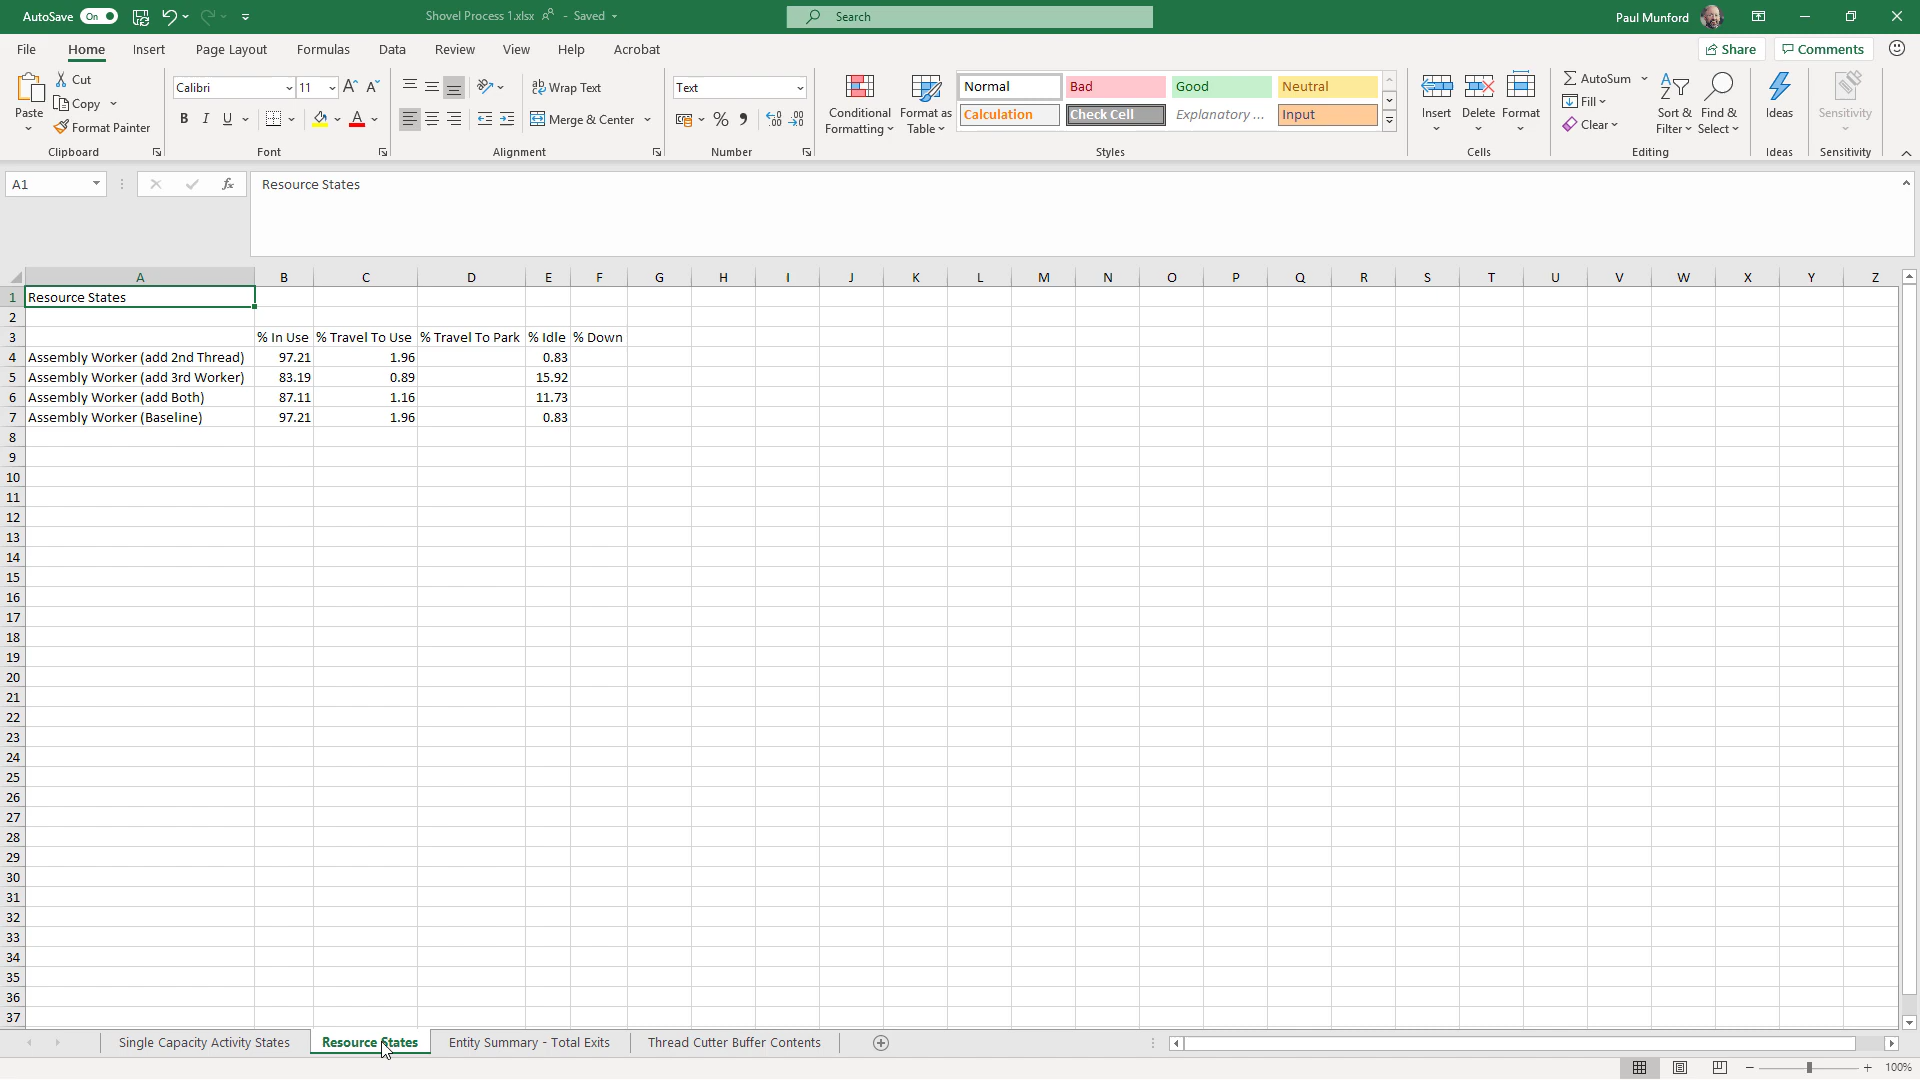 AutoSave On Shovel Process 1.xlsx - Saved Search Paul Munford
File Home Insert Page Layout Formulas Data Review View Help Acrobat Share Comments
Paste Cut Copy Format Painter Clipboard
Calibri 11 B I U A Font
Wrap Text Merge & Center Alignment
Text % Number
Conditional Formatting Format as Table
Normal Bad Good Neutral
Calculation Check Cell Explanatory ... Input
Styles
Insert Delete Format Cells
AutoSum Fill Clear Sort & Filter Find & Select Editing
Ideas Ideas
Sensitivity Sensitivity
A1 fx Resource States
A B C D E F G H I J K L M N O P Q R S T U V W X Y Z
1 Resource States
2
3 % In Use % Travel To Use % Travel To Park % Idle % Down
4 Assembly Worker (add 2nd Thread) 97.21 1.96 0.83
5 Assembly Worker (add 3rd Worker) 83.19 0.89 15.92
6 Assembly Worker (add Both) 87.11 1.16 11.73
7 Assembly Worker (Baseline) 97.21 1.96 0.83
8
9
10
11
12
13
14
15
16
17
18
19
20
21
22
23
24
25
26
27
28
29
30
31
32
33
34
35
36
37
Single Capacity Activity States Resource States Entity Summary - Total Exits Thread Cutter Buffer Contents
100%